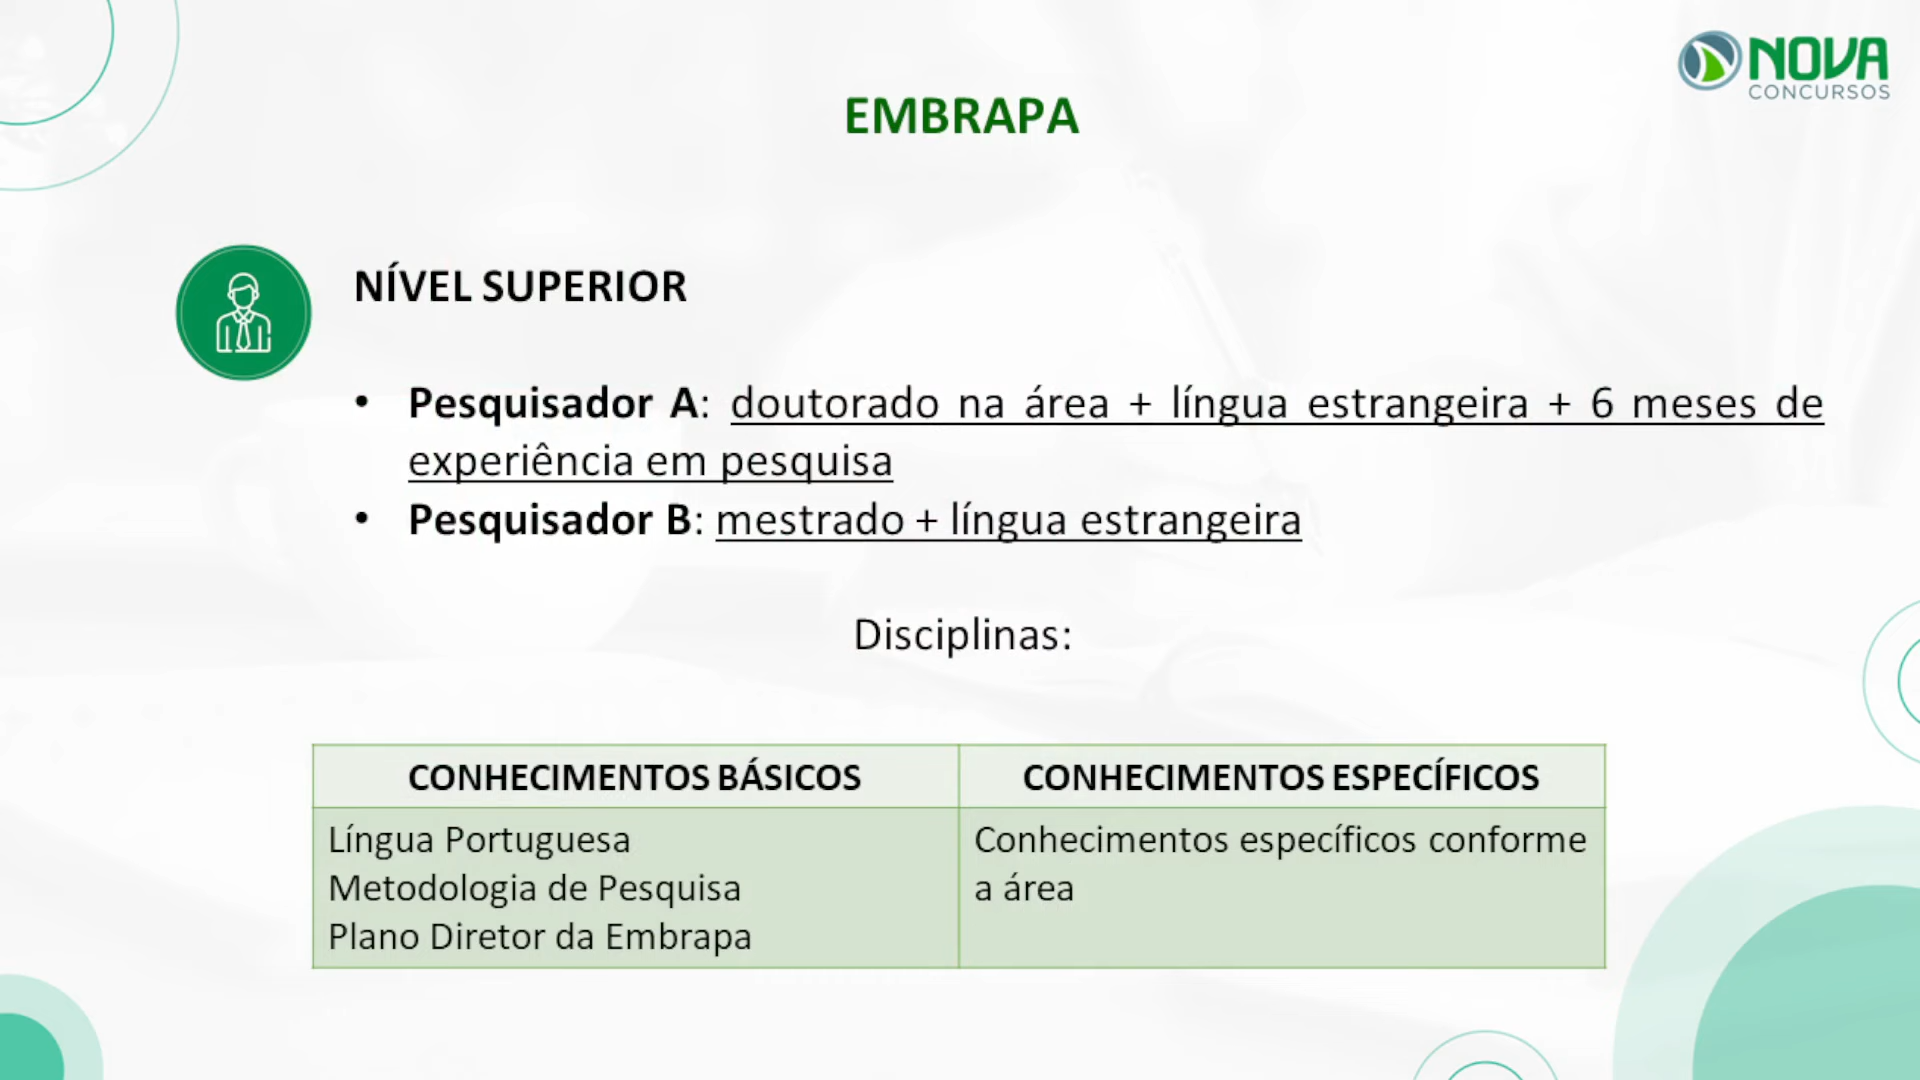 NOVA
CONCURSOS
EMBRAPA
NÍVEL SUPERIOR
• Pesquisador A: doutorado na área + língua estrangeira + 6 meses de
experiência em pesquisa
• Pesquisador B: mestrado + língua estrangeira
Disciplinas:
CONHECIMENTOS BÁSICOS
CONHECIMENTOS ESPECÍFICOS
Língua Portuguesa
Metodologia de Pesquisa
Plano Diretor da Embrapa
Conhecimentos específicos conforme
a área